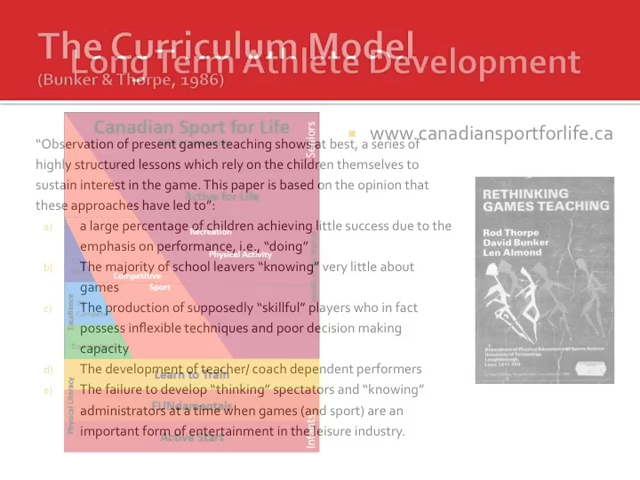 The Curriculum Model
Long Term Athlete Development
(Bunker & Thorpe, 1986)
Canadian Sport for Life
www.canadiansportforlife.ca
Seniors
“Observation of present games teaching shows at best, a series of
highly structured lessons which rely on the children themselves to
sustain interest in the game. This paper is based on the opinion that
these approaches have led to”:
Active for Life
a) a large percentage of children achieving little success due to the
emphasis on performance, i.e., “doing”
Recreation
Physical Activity
b) The majority of school leavers “knowing” very little about
games
Competitive
Sport
c) The production of supposedly “skillful” players who in fact
possess inflexible techniques and poor decision making
capacity
Excellence
d) The development of teacher/ coach dependent performers
Learn to Train
e) The failure to develop “thinking” spectators and “knowing”
administrators at a time when games (and sport) are an
important form of entertainment in the leisure industry.
Physical Literacy
FUNdamentals
Active Start
RETHINKING
GAMES TEACHING
Rod Thorpe
David Bunker
Len Almond